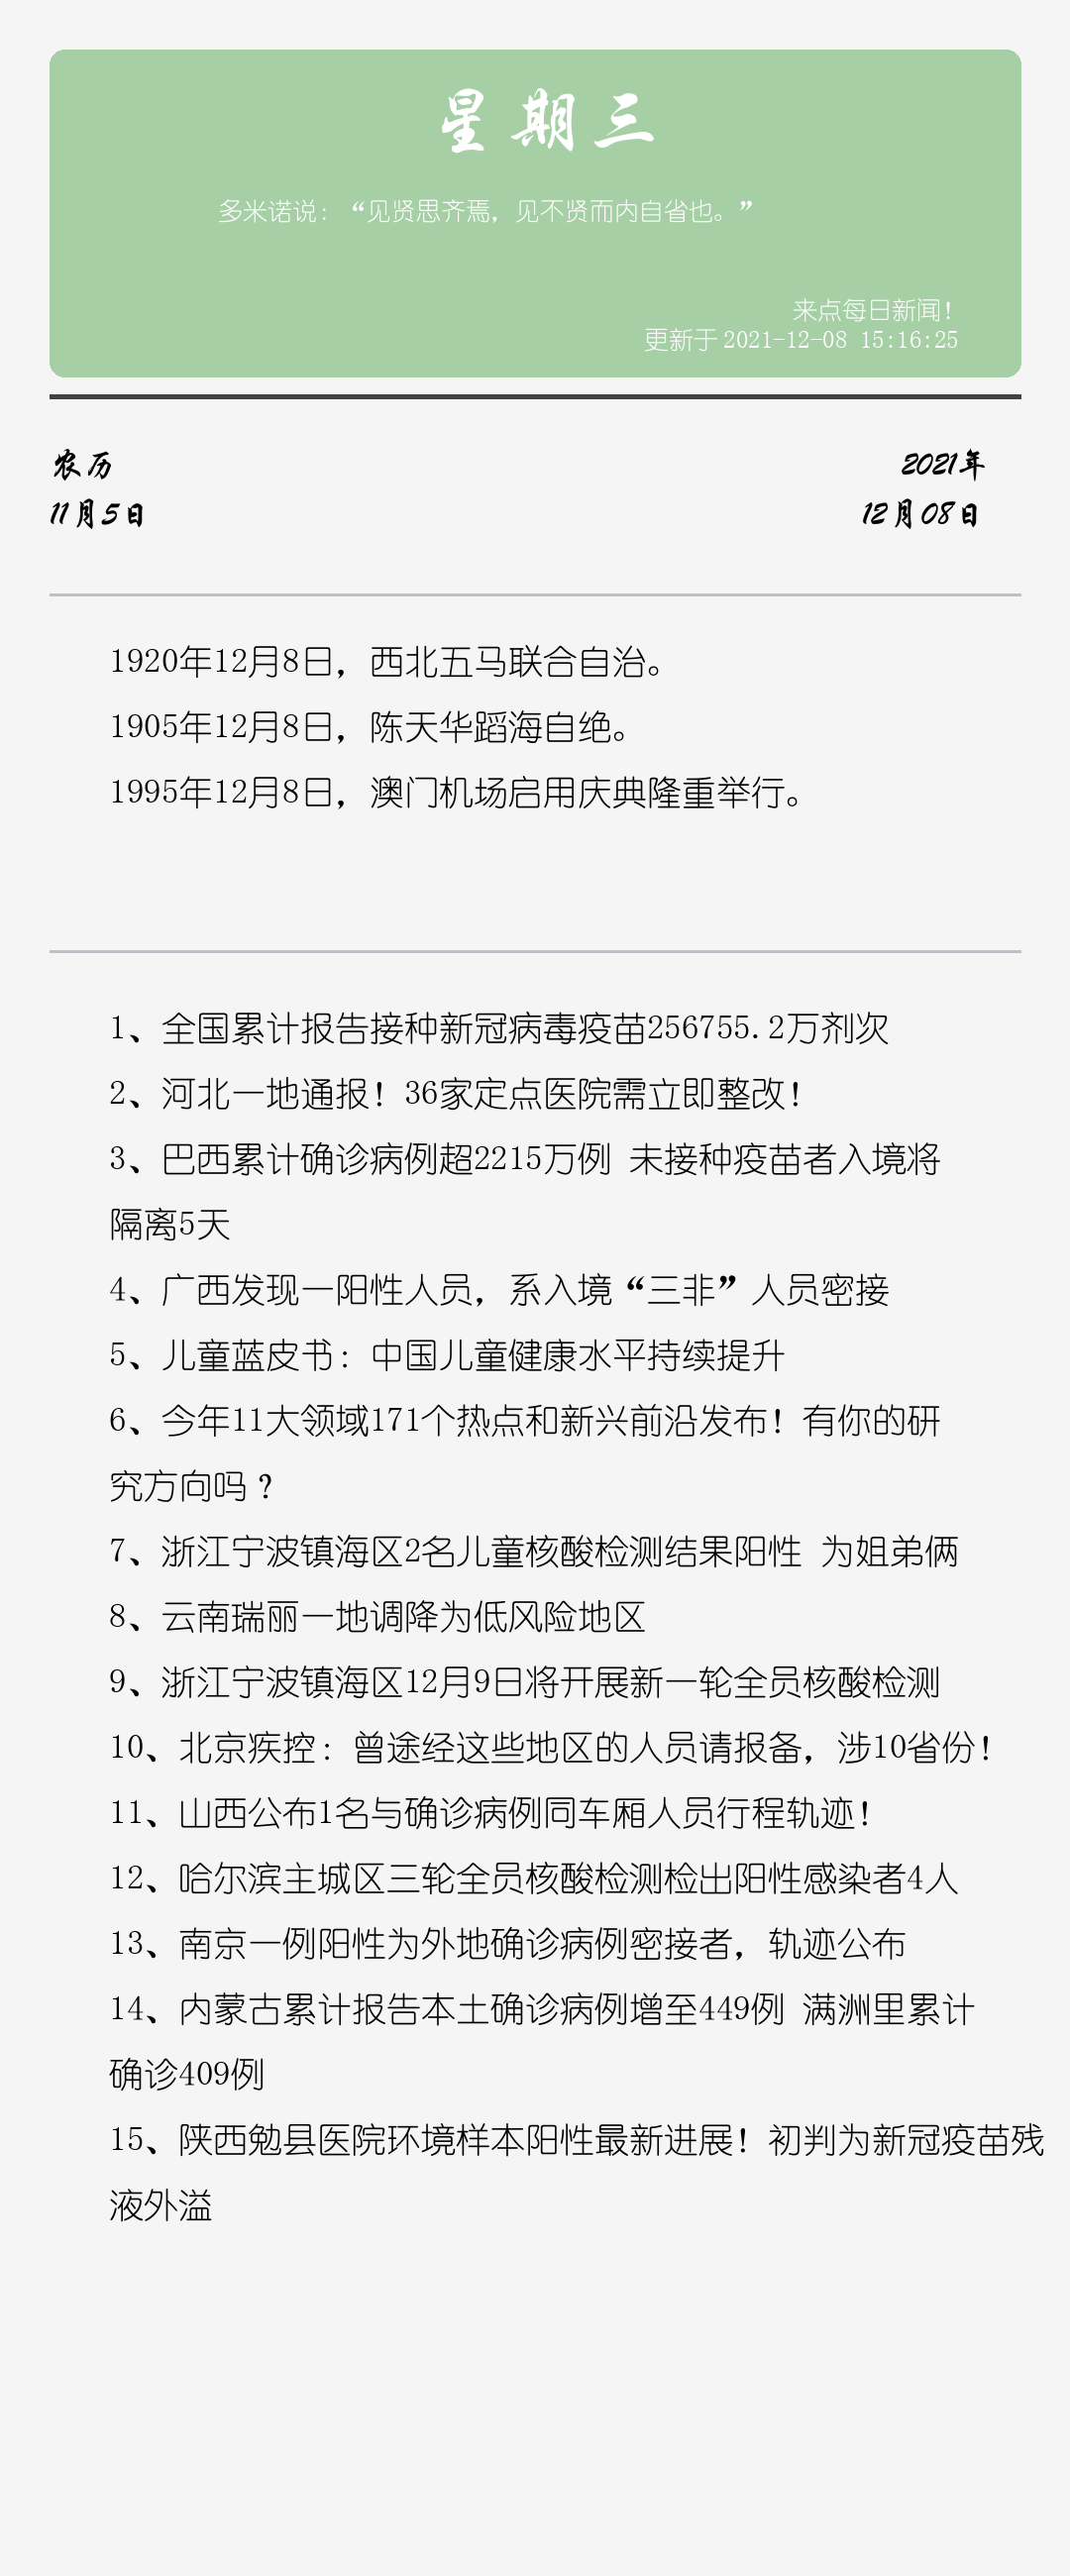 星期三
多米诺说：“见贤思齐焉，见不贤而内自省也。”
来点每日新闻！
更新于 2021-12-08 15:16:25
农历
2021年
11月5日
12月08日
1920年12月8日，西北五马联合自治。
1905年12月8日，陈天华蹈海自绝。
1995年12月8日，澳门机场启用庆典隆重举行。
1、全国累计报告接种新冠病毒疫苗256755.2万剂次
2、河北一地通报！36家定点医院需立即整改！
3、巴西累计确诊病例超2215万例 未接种疫苗者入境将
隔离5天
4、广西发现一阳性人员，系入境“三非”人员密接
5、儿童蓝皮书：中国儿童健康水平持续提升
6、今年11大领域171个热点和新兴前沿发布！有你的研
究方向吗？
7、浙江宁波镇海区2名儿童核酸检测结果阳性 为姐弟俩
8、云南瑞丽一地调降为低风险地区
9、浙江宁波镇海区12月9日将开展新一轮全员核酸检测
10、北京疾控：曾途经这些地区的人员请报备，涉10省份！
11、山西公布1名与确诊病例同车厢人员行程轨迹！
12、哈尔滨主城区三轮全员核酸检测检出阳性感染者4人
13、南京一例阳性为外地确诊病例密接者，轨迹公布
14、内蒙古累计报告本土确诊病例增至449例 满洲里累计
确诊409例
15、陕西勉县医院环境样本阳性最新进展！初判为新冠疫苗残
液外溢